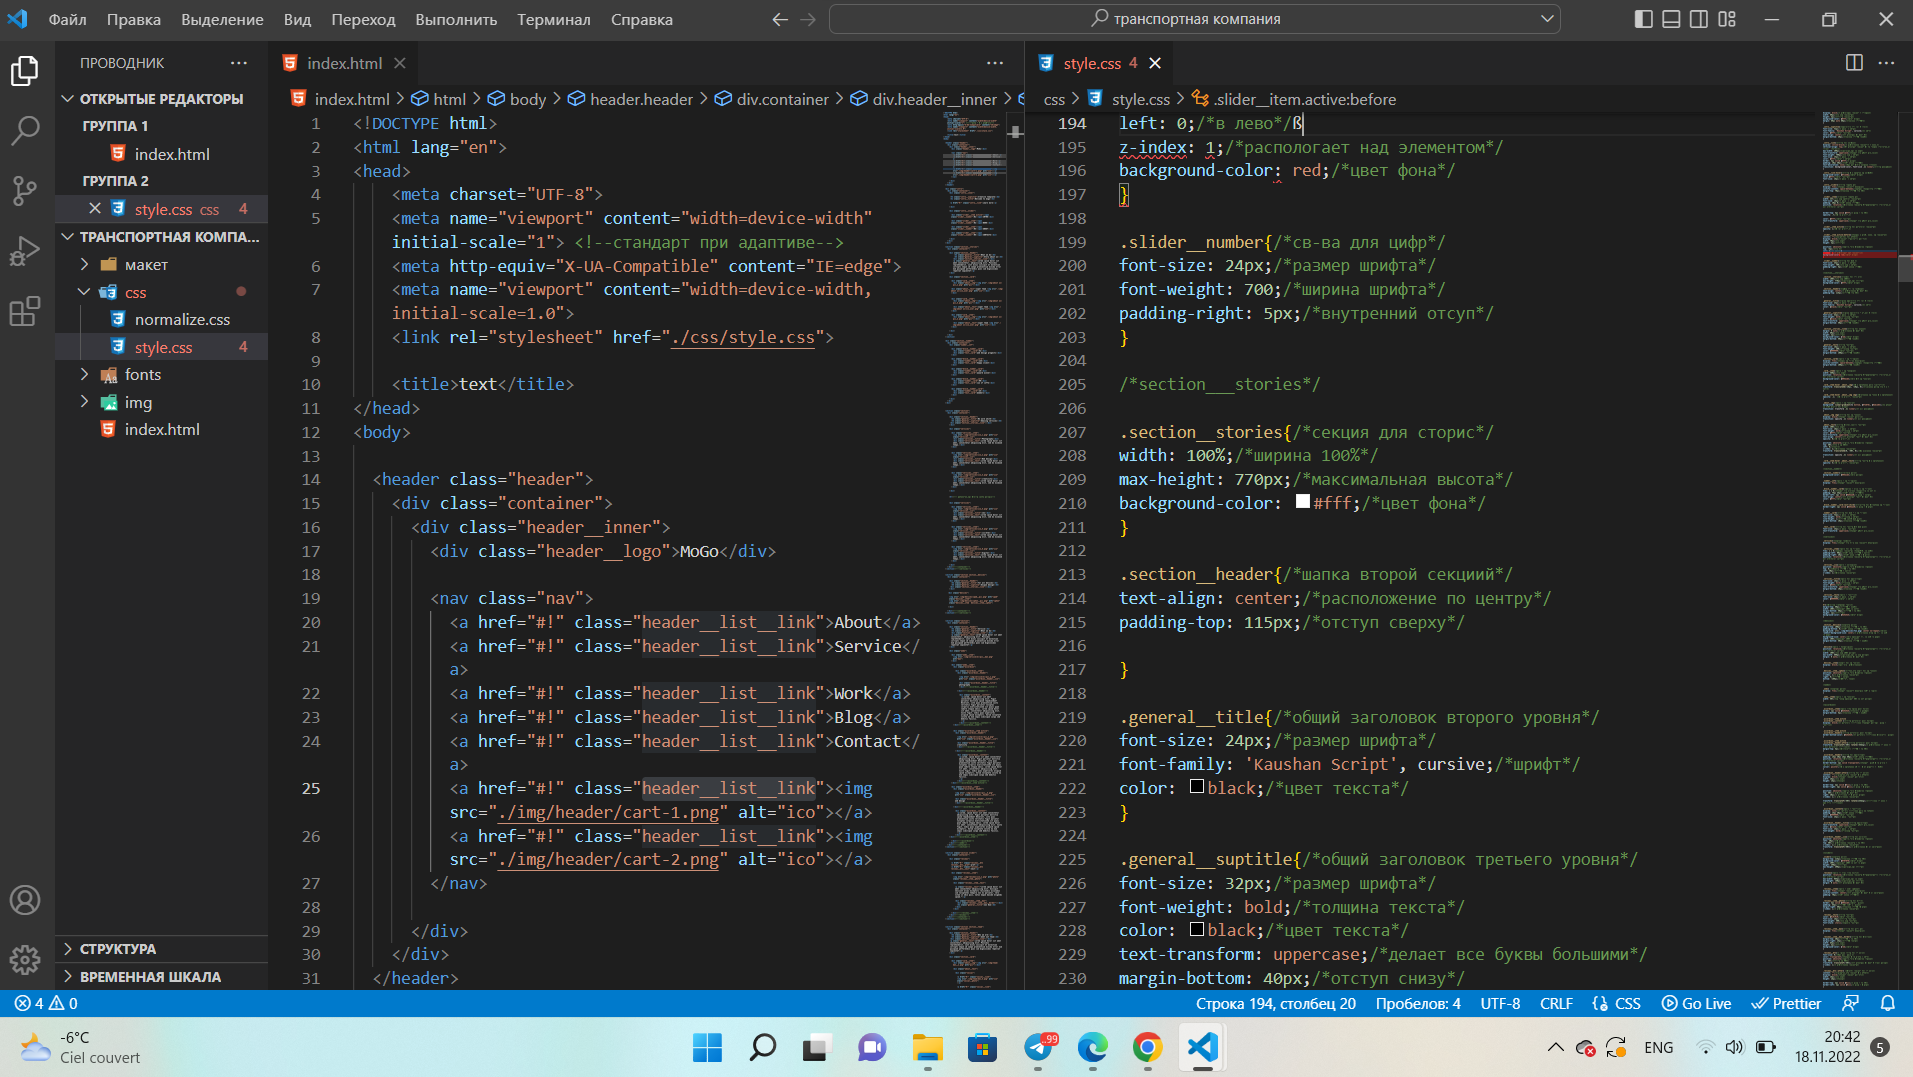 Файл Правка Выделение Вид Переход Выполнить Терминал Справка
транспортная компания
ПРОВОДНИК
ОТКРЫТЫЕ РЕДАКТОРЫ
ГРУППА 1
index.html
ГРУППА 2
style.css css 4
ТРАНСПОРТНАЯ КОМПА...
макет
css
normalize.css
style.css 4
fonts
img
index.html
СТРУКТУРА
ВРЕМЕННАЯ ШКАЛА
index.html
index.html > html > body > header.header > div.container > div.header__inner >
1 <!DOCTYPE html>
2 <html lang="en">
3 <head>
4 <meta charset="UTF-8">
5 <meta name="viewport" content="width=device-width"
initial-scale="1"> <!--стандарт при адаптиве-->
6 <meta http-equiv="X-UA-Compatible" content="IE=edge">
7 <meta name="viewport" content="width=device-width,
initial-scale=1.0">
8 <link rel="stylesheet" href="./css/style.css">
9
10 <title>text</title>
11 </head>
12 <body>
13
14 <header class="header">
15 <div class="container">
16 <div class="header__inner">
17 <div class="header__logo">MoGo</div>
18
19 <nav class="nav">
20 <a href="#!" class="header__list__link">About</a>
21 <a href="#!" class="header__list__link">Service</
a>
22 <a href="#!" class="header__list__link">Work</a>
23 <a href="#!" class="header__list__link">Blog</a>
24 <a href="#!" class="header__list__link">Contact</
a>
25 <a href="#!" class="header__list__link"><img
src="./img/header/cart-1.png" alt="ico"></a>
26 <a href="#!" class="header__list__link"><img
src="./img/header/cart-2.png" alt="ico"></a>
27 </nav>
28
29 </div>
30 </div>
31 </header>
style.css 4
css > style.css > .slider__item.active:before
194 left: 0;/*в лево*/ß
195 z-index: 1;/*распологает над элементом*/
196 background-color: red;/*цвет фона*/
197 }
198
199 .slider__number{/*св-ва для цифр*/
200 font-size: 24px;/*размер шрифта*/
201 font-weight: 700;/*ширина шрифта*/
202 padding-right: 5px;/*внутренний отсуп*/
203 }
204
205 /*section___stories*/
206
207 .section__stories{/*секция для сторис*/
208 width: 100%;/*ширина 100%*/
209 max-height: 770px;/*максимальная высота*/
210 background-color: #fff;/*цвет фона*/
211 }
212
213 .section__header{/*шапка второй секциий*/
214 text-align: center;/*расположение по центру*/
215 padding-top: 115px;/*отступ сверху*/
216
217 }
218
219 .general__title{/*общий заголовок второго уровня*/
220 font-size: 24px;/*размер шрифта*/
221 font-family: 'Kaushan Script', cursive;/*шрифт*/
222 color: black;/*цвет текста*/
223 }
224
225 .general__suptitle{/*общий заголовок третьего уровня*/
226 font-size: 32px;/*размер шрифта*/
227 font-weight: bold;/*толщина текста*/
228 color: black;/*цвет текста*/
229 text-transform: uppercase;/*делает все буквы большими*/
230 margin-bottom: 40px;/*отступ снизу*/
4 0
Строка 194, столбец 20 Пробелов: 4 UTF-8 CRLF CSS Go Live Prettier
-6°C
Ciel couvert
99
ENG
20:42
18.11.2022
5